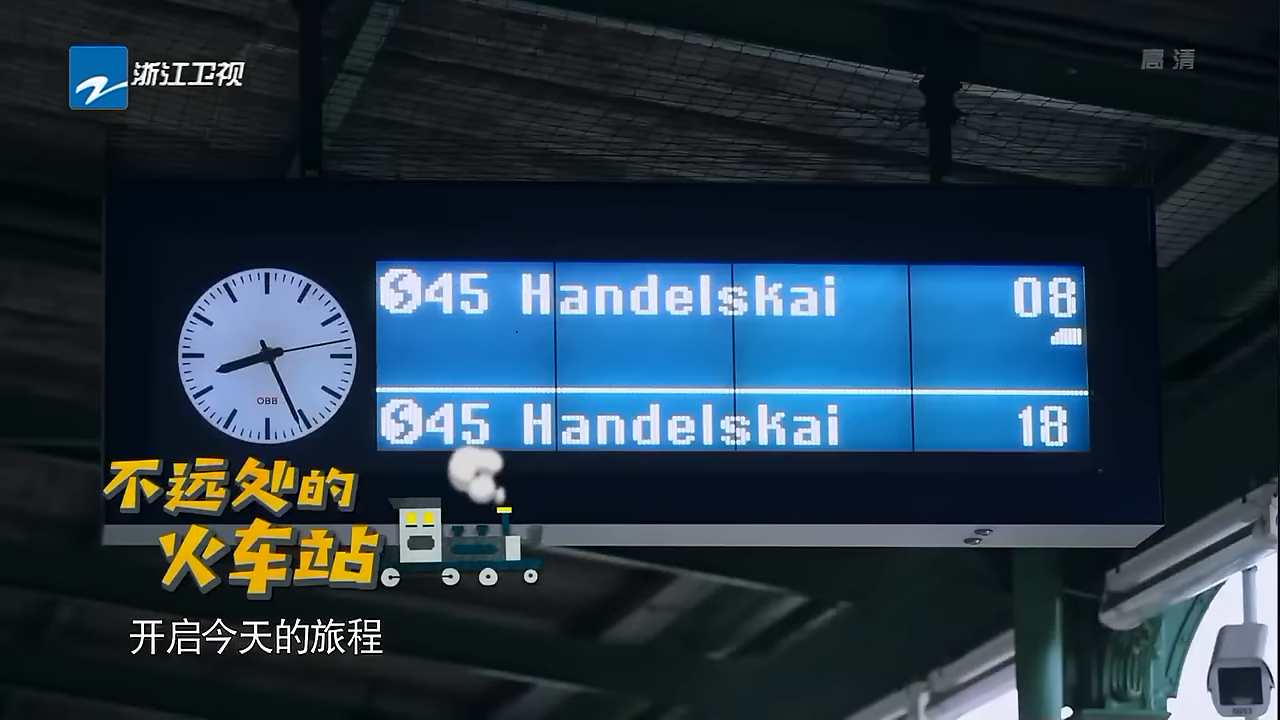 浙江卫视
高清
S45 Handelskai 08
S45 Handelskai 18
ÖBB
不远处的
火车站
开启今天的旅程